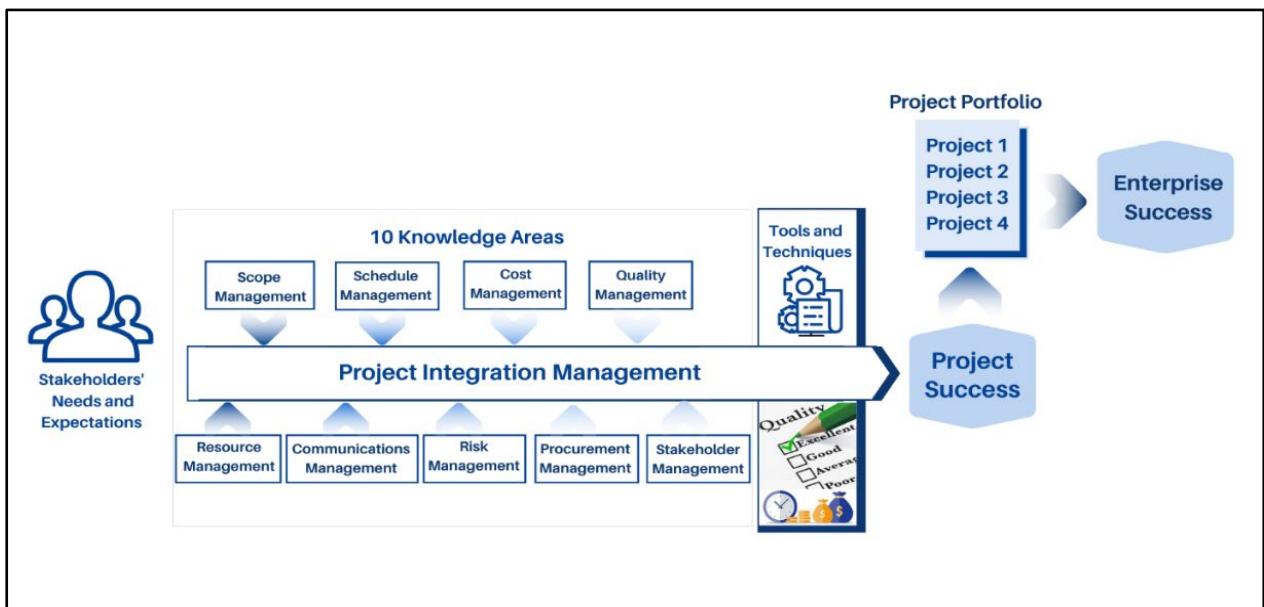 Project Portfolio
Project 1
Project 2
Project 3
Project 4
Enterprise
Success
10 Knowledge Areas
Tools and
Techniques
Scope
Management
Schedule
Management
Cost
Management
Quality
Management
Stakeholders'
Needs and
Expectations
Project Integration Management
Project
Success
Resource
Management
Communications
Management
Risk
Management
Procurement
Management
Stakeholder
Management
Quality
Excellent
Good
Average
Poor
$
$